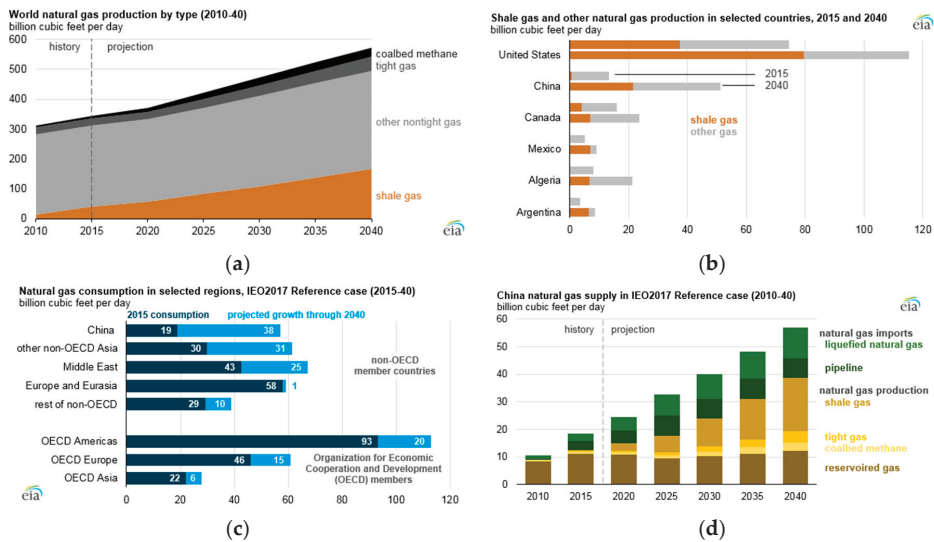 World natural gas production by type (2010-40)
billion cubic feet per day
600
500
400
300
200
100
0
history
projection
coalbed methane
tight gas
other nontight gas
shale gas
2010
2015
2020
2025
2030
2035
2040
eia
(a)
Shale gas and other natural gas production in selected countries, 2015 and 2040
billion cubic feet per day
eia
United States
China
Canada
Mexico
Algeria
Argentina
2015
2040
shale gas
other gas
0
20
40
60
80
100
120
(b)
Natural gas consumption in selected regions, IEO2017 Reference case (2015-40)
billion cubic feet per day
2015 consumption
projected growth through 2040
China
19
38
other non-OECD Asia
30
31
Middle East
43
25
Europe and Eurasia
58
1
rest of non-OECD
29
10
non-OECD
member countries
OECD Americas
93
20
OECD Europe
46
15
OECD Asia
22
6
Organization for Economic
Cooperation and Development
(OECD) members
0
20
40
60
80
100
120
eia
(c)
China natural gas supply in IEO2017 Reference case (2010-40)
billion cubic feet per day
eia
60
50
40
30
20
10
0
history
projection
natural gas imports
liquefied natural gas
pipeline
natural gas production
shale gas
tight gas
coalbed methane
reservoired gas
2010
2015
2020
2025
2030
2035
2040
(d)